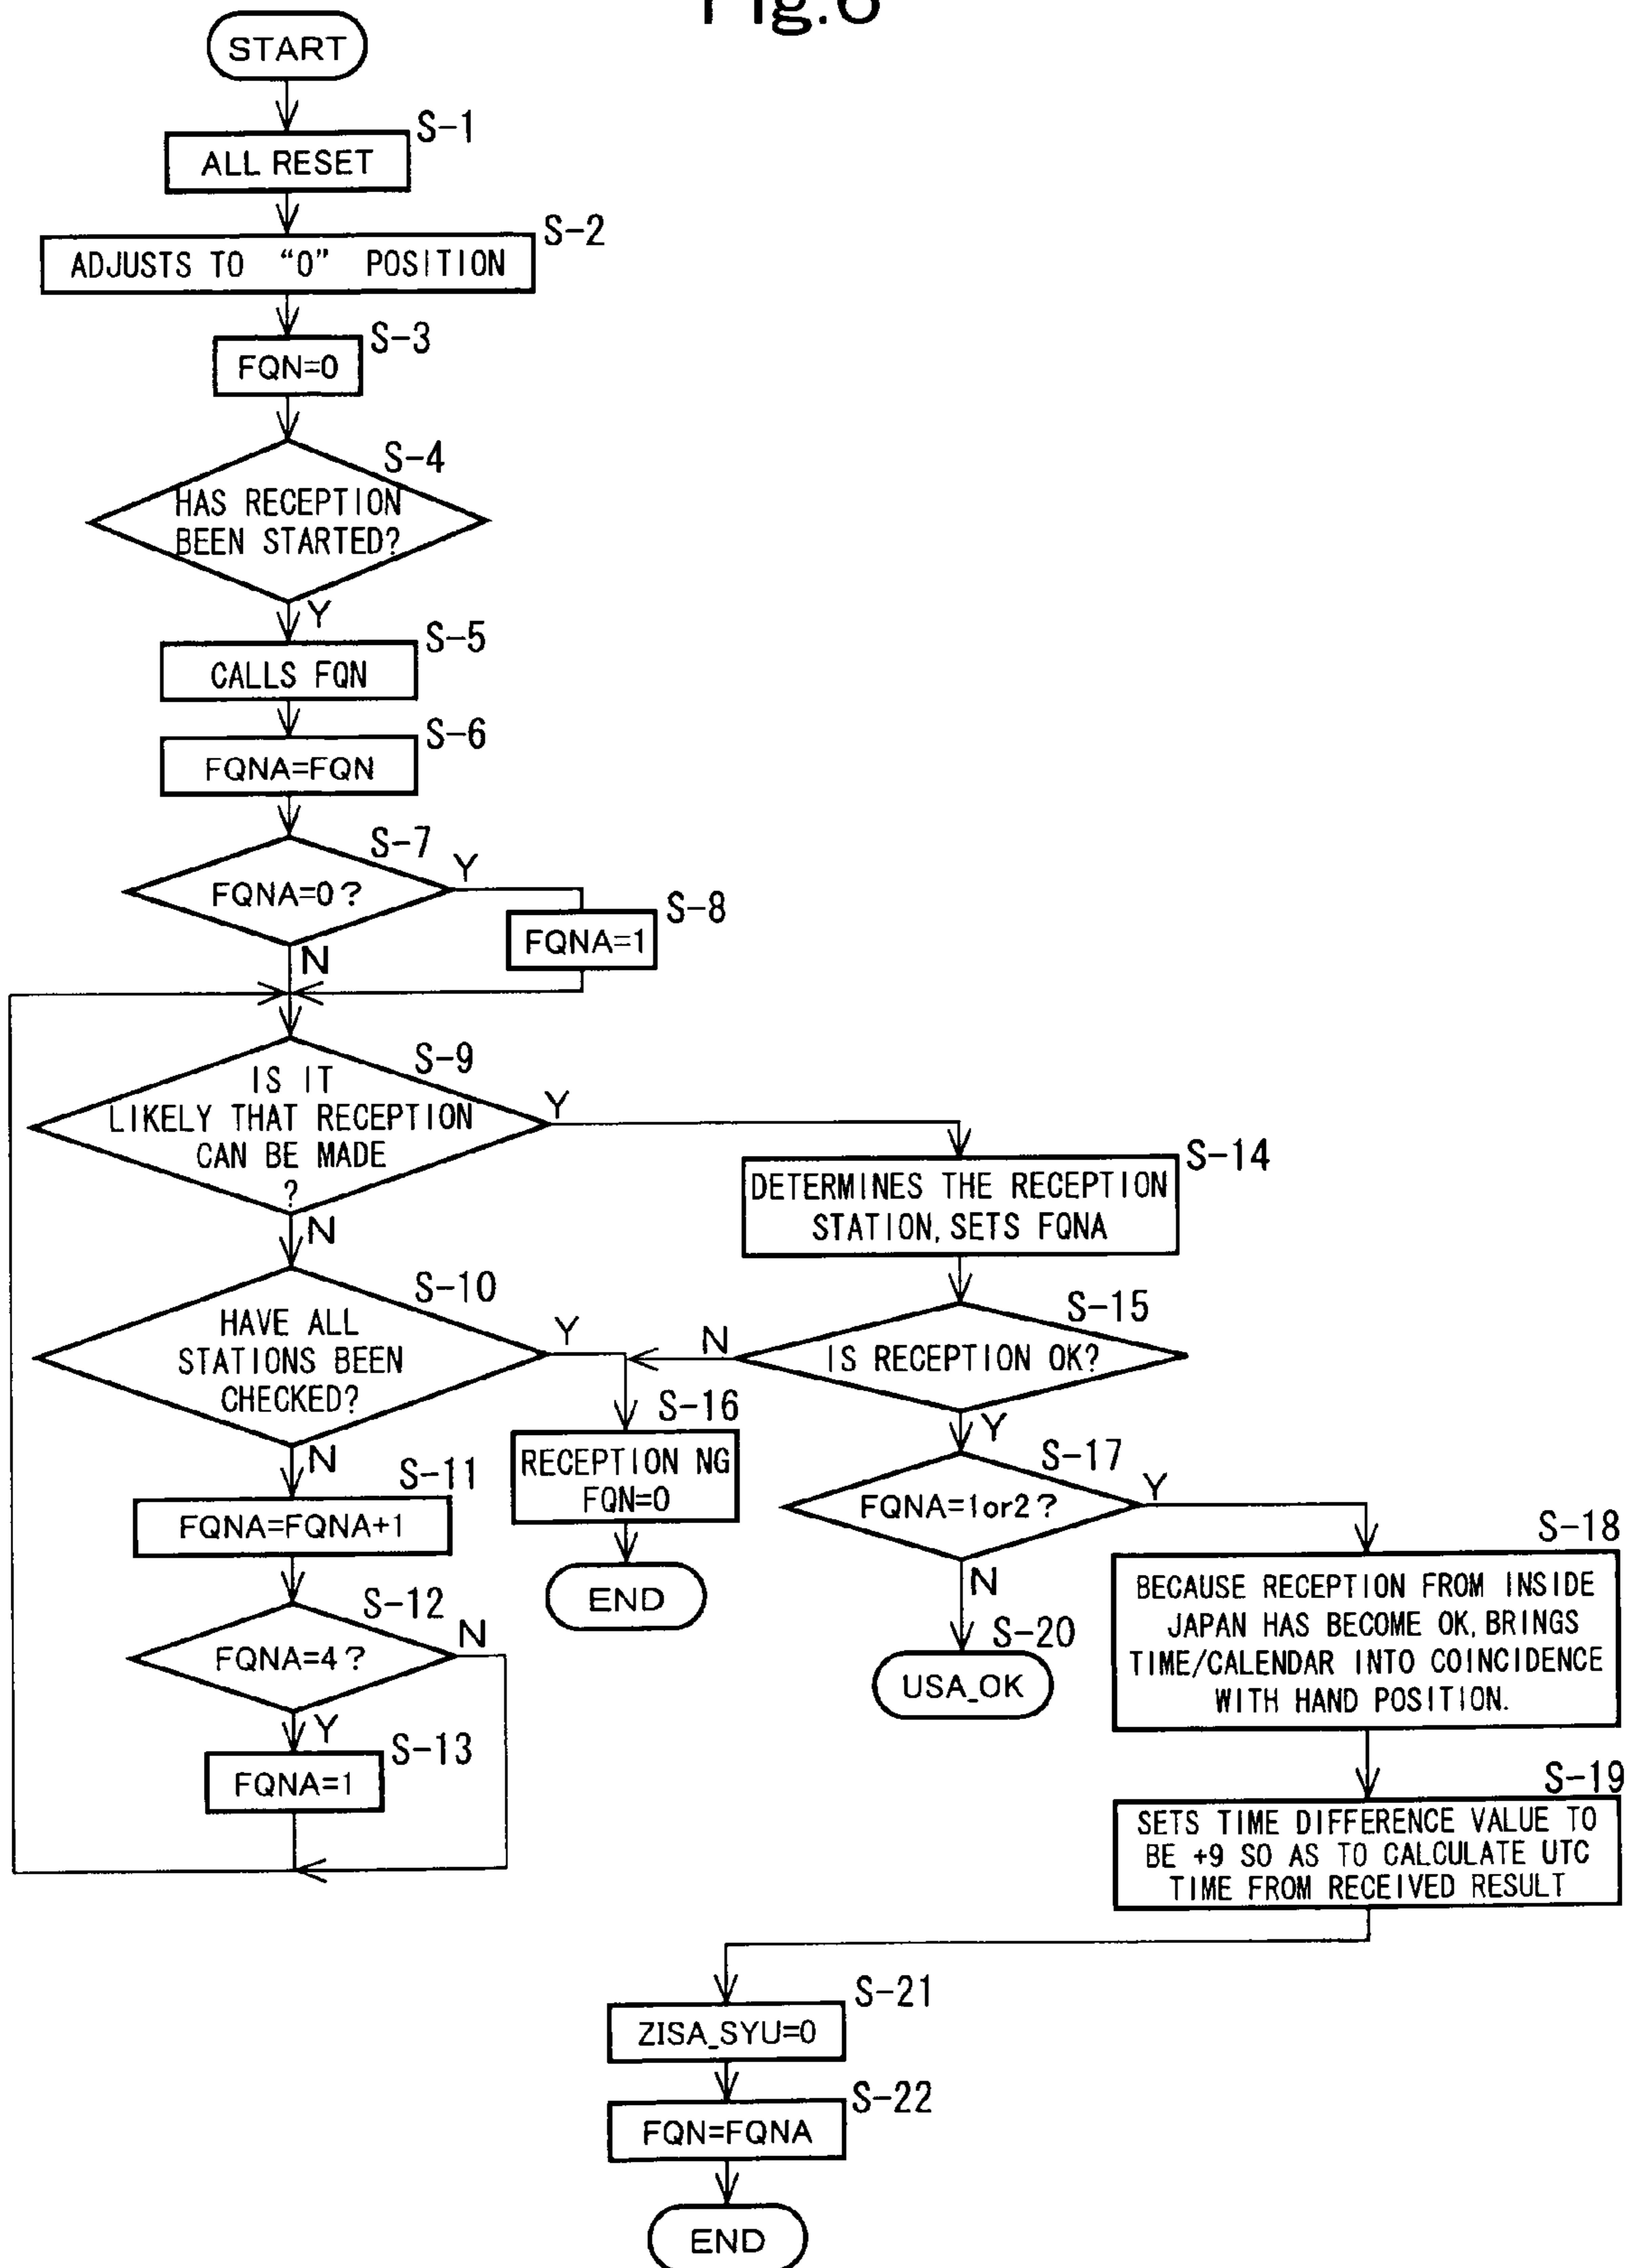 Fig.6
START
S-1
ALL RESET
S-2
ADJUSTS TO “0” POSITION
S-3
FQN=0
S-4
HAS RECEPTION
BEEN STARTED?
Y
S-5
CALLS FQN
S-6
FQNA=FQN
S-7
FQNA=0?
Y
S-8
FQNA=1
N
S-9
IS IT
LIKELY THAT RECEPTION
CAN BE MADE
?
Y
N
S-14
DETERMINES THE RECEPTION
STATION, SETS FQNA
S-10
HAVE ALL
STATIONS BEEN
CHECKED?
Y
N
S-15
IS RECEPTION OK?
N
Y
S-16
RECEPTION NG
FQN=0
END
S-11
FQNA=FQNA+1
S-12
FQNA=4?
N
Y
S-13
FQNA=1
S-17
FQNA=1or2?
Y
N
S-20
USA_OK
S-18
BECAUSE RECEPTION FROM INSIDE
JAPAN HAS BECOME OK, BRINGS
TIME/CALENDAR INTO COINCIDENCE
WITH HAND POSITION.
S-19
SETS TIME DIFFERENCE VALUE TO
BE +9 SO AS TO CALCULATE UTC
TIME FROM RECEIVED RESULT
S-21
ZISA_SYU=0
S-22
FQN=FQNA
END